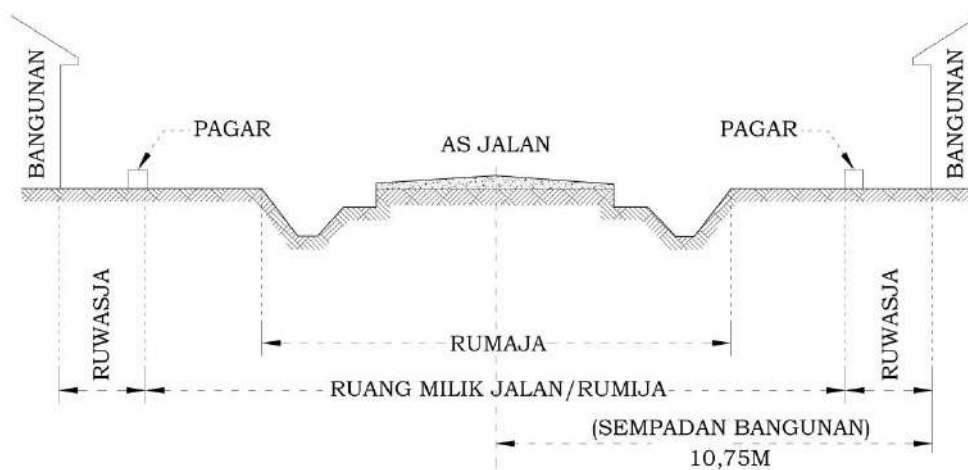 BANGUNAN
BANGUNAN
PAGAR
PAGAR
AS JALAN
RUWASJA
RUWASJA
RUMAJA
RUANG MILIK JALAN/RUMIJA
(SEMPADAN BANGUNAN)
10,75M